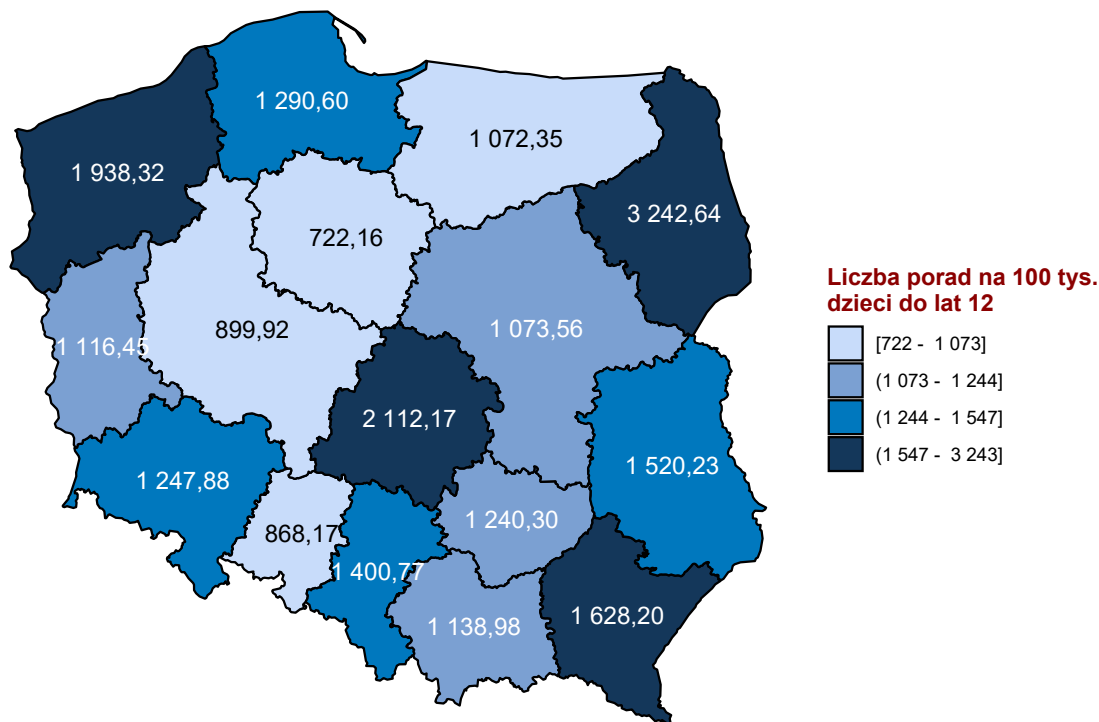 1 290,60
1 072,35
1 938,32
3 242,64
722,16
899,92
1 073,56
1 116,45
2 112,17
1 520,23
1 247,88
1 240,30
868,17
1 400,77
1 628,20
1 138,98
Liczba porad na 100 tys.
dzieci do lat 12
[722 - 1 073]
(1 073 - 1 244]
(1 244 - 1 547]
(1 547 - 3 243]